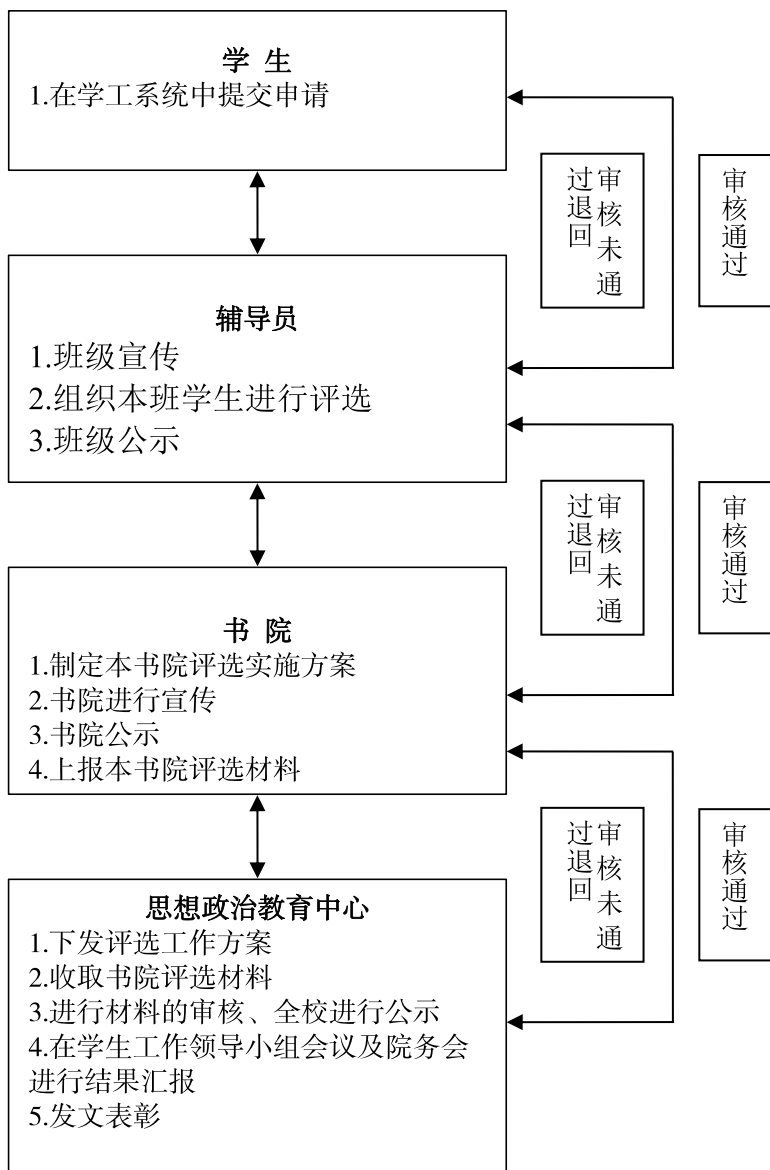 学 生
1.在学工系统中提交申请
审核未通
过退回
审核通过
辅导员
1.班级宣传
2.组织本班学生进行评选
3.班级公示
审核未通
过退回
审核通过
书 院
1.制定本书院评选实施方案
2.书院进行宣传
3.书院公示
4.上报本书院评选材料
审核未通
过退回
审核通过
思想政治教育中心
1.下发评选工作方案
2.收取书院评选材料
3.进行材料的审核、全校进行公示
4.在学生工作领导小组会议及院务会
进行结果汇报
5.发文表彰